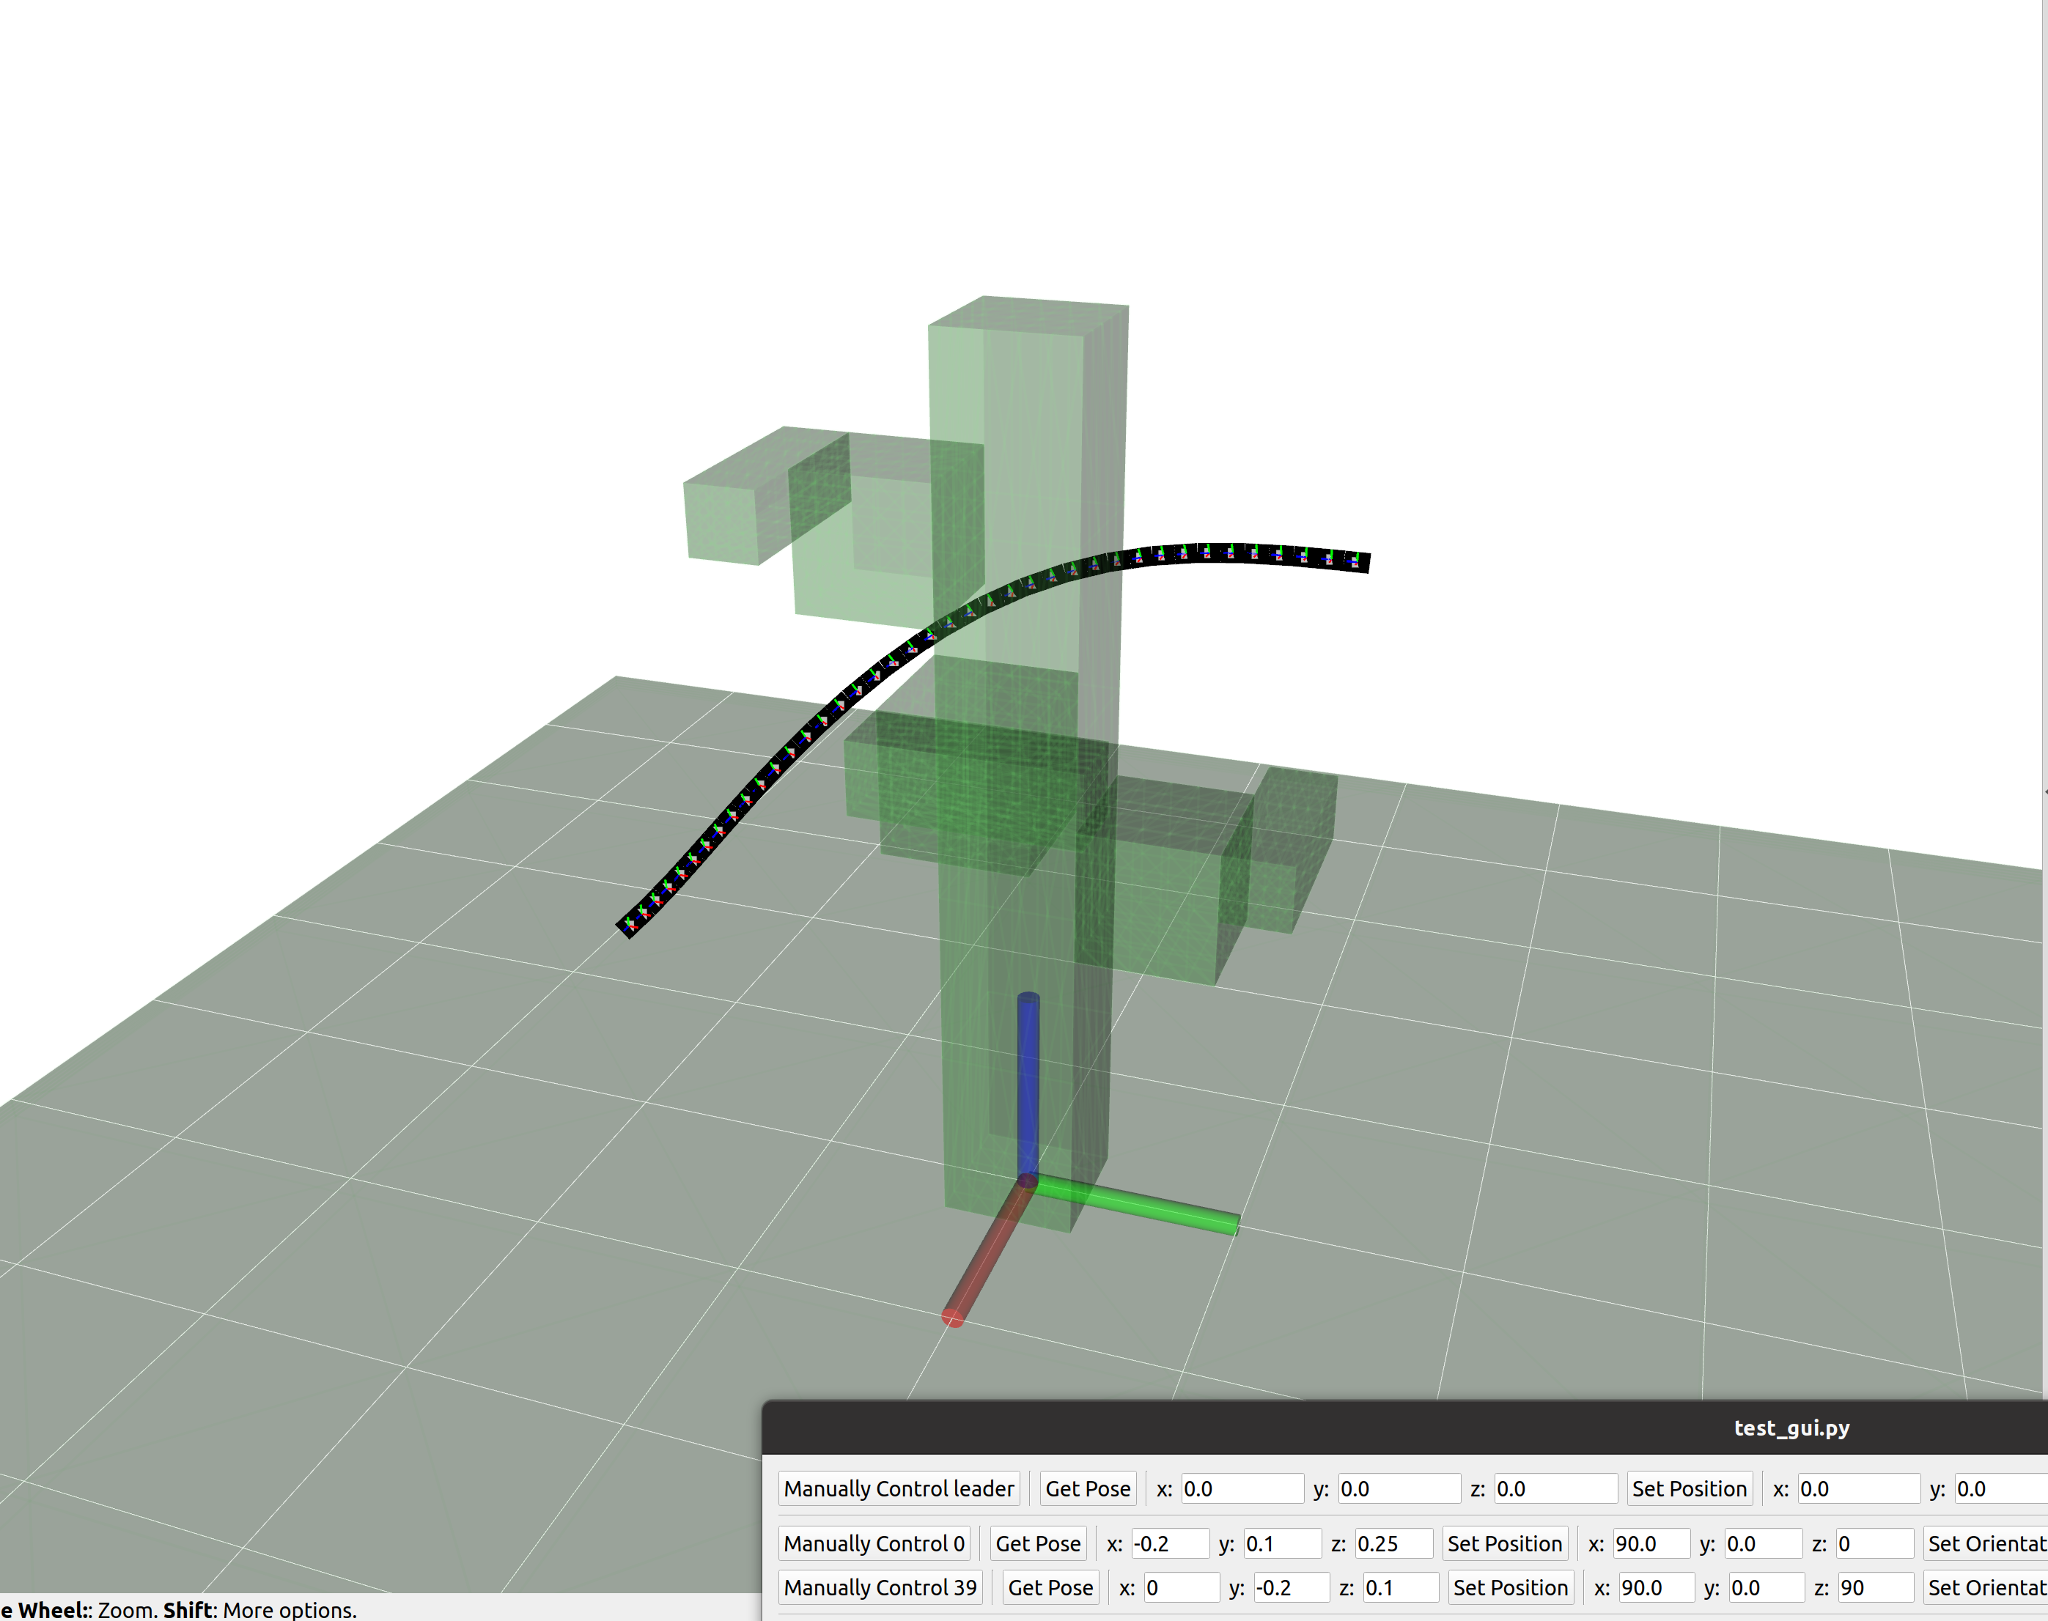 test_gui.py
Manually Control leader Get Pose x: 0.0 y: 0.0 z: 0.0 Set Position x: 0.0 y: 0.0
Manually Control 0 Get Pose x: -0.2 y: 0.1 z: 0.25 Set Position x: 90.0 y: 0.0 z: 0 Set Orientat
Manually Control 39 Get Pose x: 0 y: -0.2 z: 0.1 Set Position x: 90.0 y: 0.0 z: 90 Set Orientat
e Wheel:: Zoom. Shift: More options.